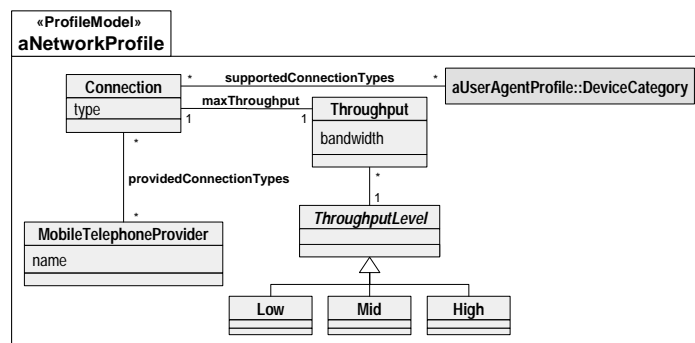 «ProfileModel»
aNetworkProfile
Connection
type
* supportedConnectionTypes *
aUserAgentProfile::DeviceCategory
maxThroughput
1 1
Throughput
bandwidth
*
providedConnectionTypes
*
*
1
MobileTelephoneProvider
name
ThroughputLevel
Low Mid High